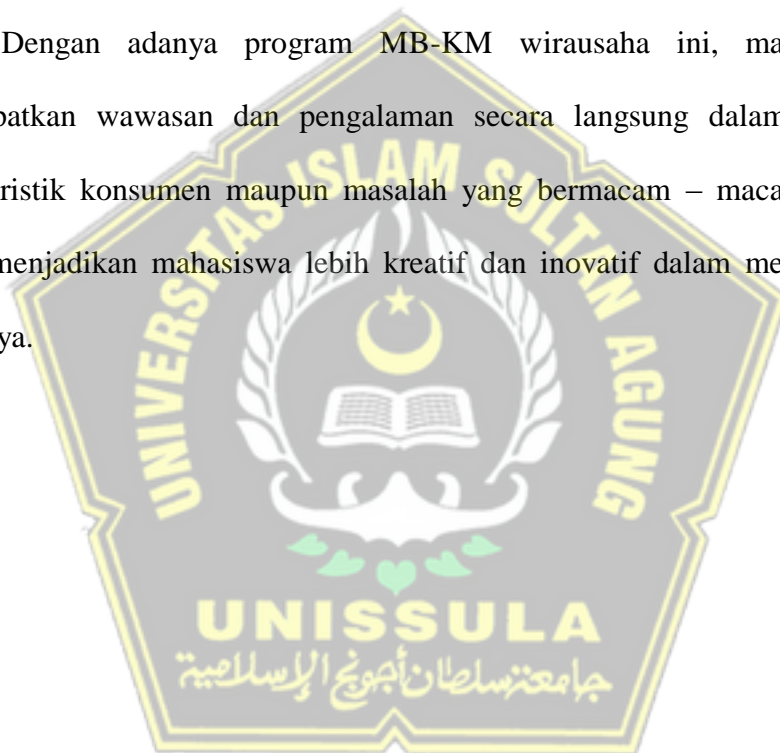 Dengan adanya program MB-KM wirausaha ini, ma
patkan wawasan dan pengalaman secara langsung dalam
ristik konsumen maupun masalah yang bermacam – maca
menjadikan mahasiswa lebih kreatif dan inovatif dalam me
ya.
UNIVERSITAS ISLAM SULTAN AGUNG
UNISSULA
جامعة سلطان أجونج الإسلامية